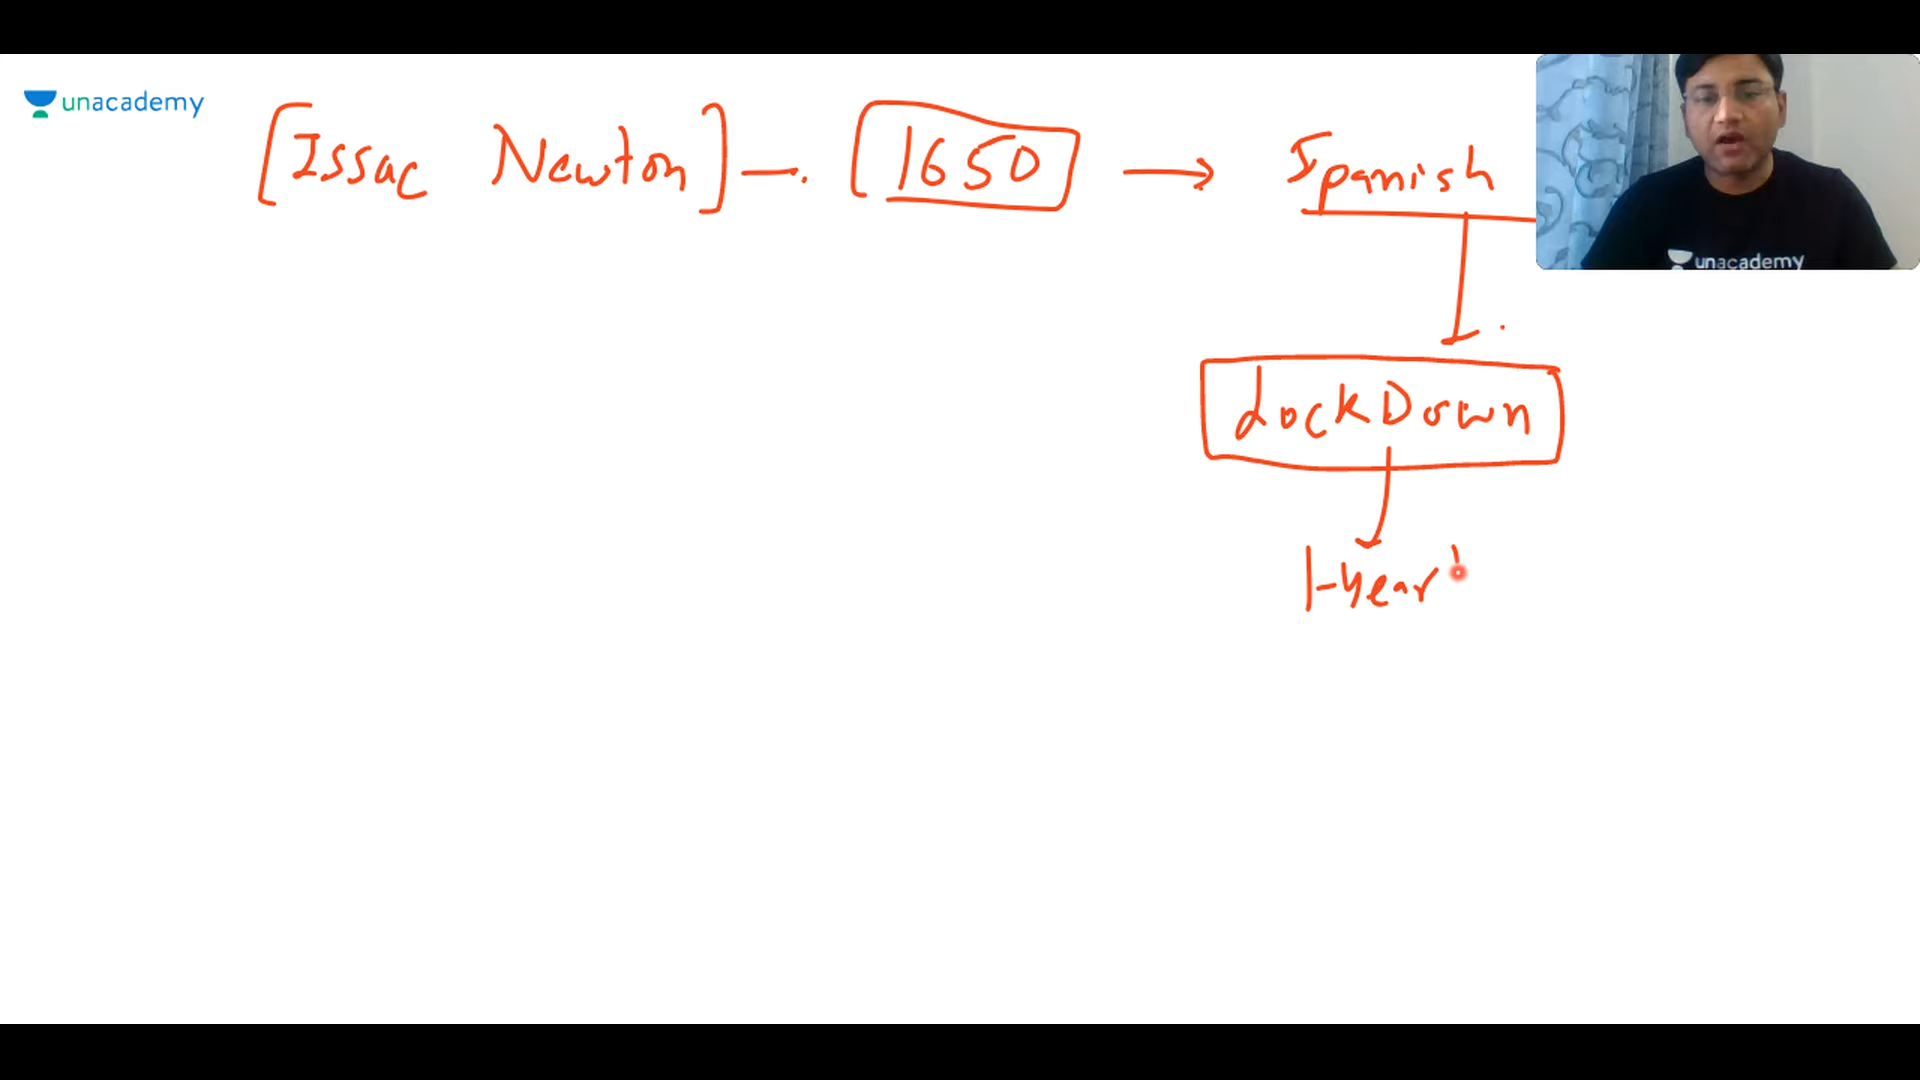 unacademy
[Issac Newton] —. 1650 → Spanish
unacademy
LockDown
1-year